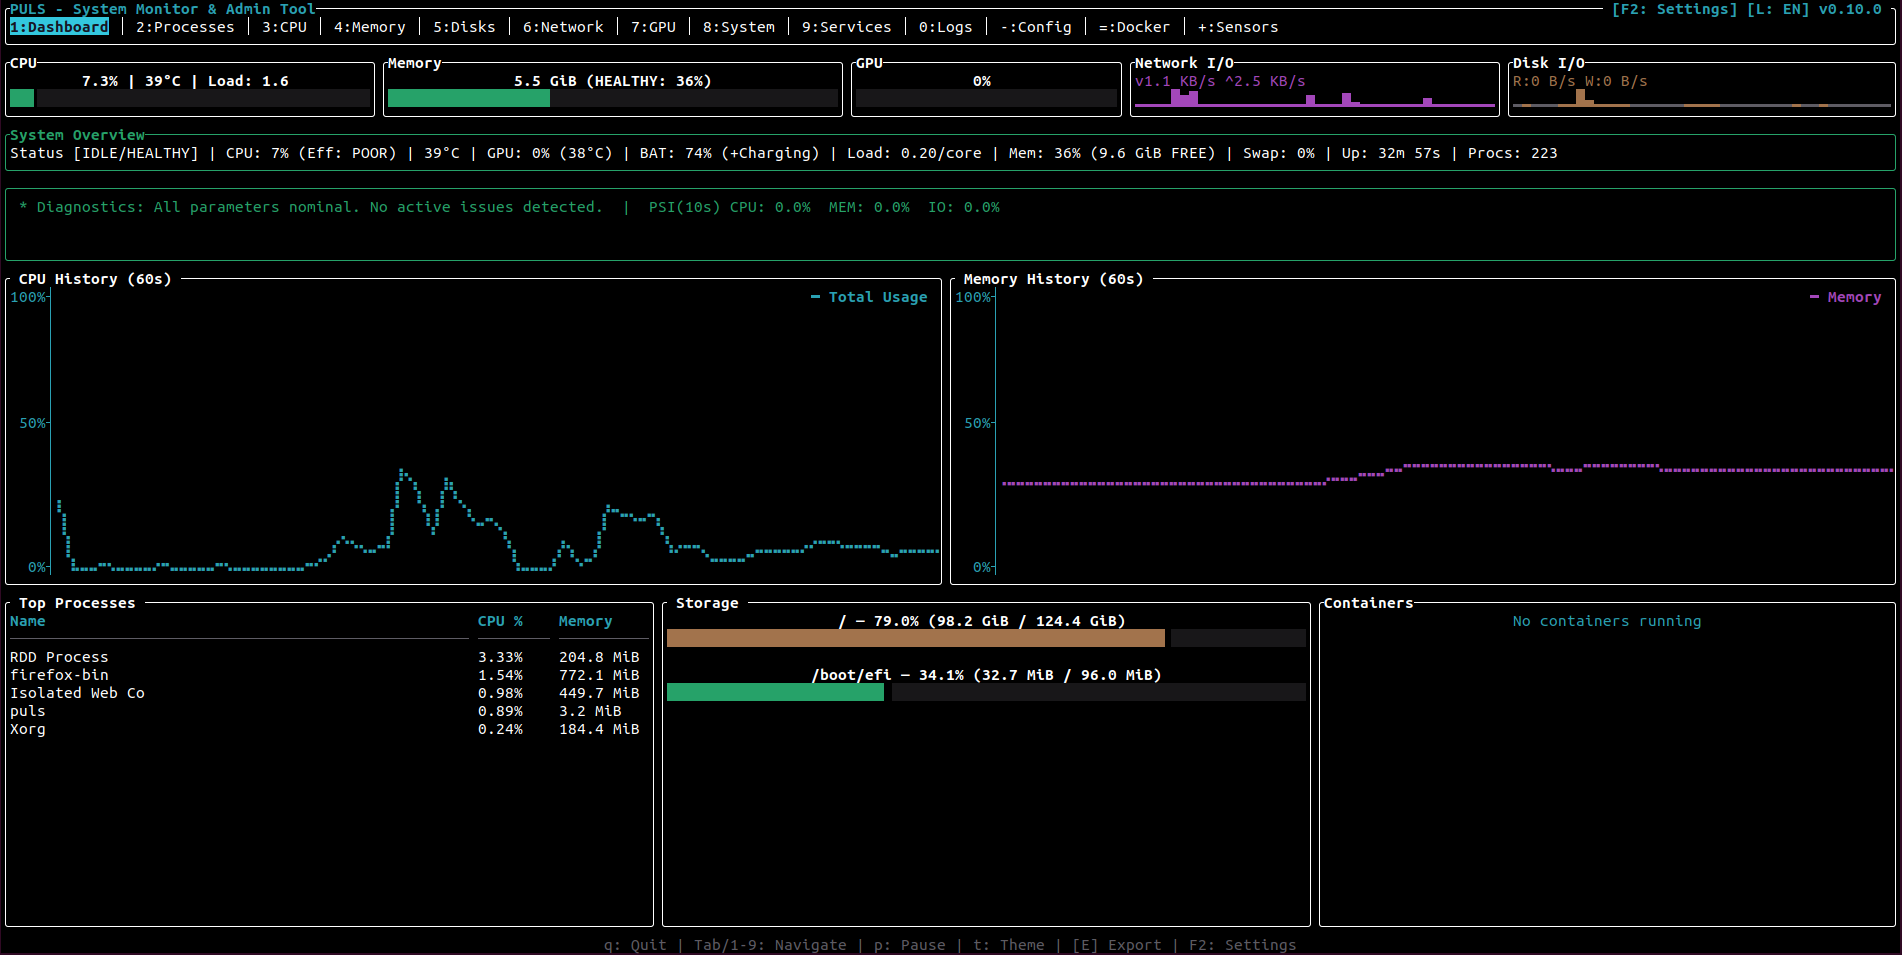 PULS - System Monitor & Admin Tool [F2: Settings] [L: EN] v0.10.0
1:Dashboard | 2:Processes | 3:CPU | 4:Memory | 5:Disks | 6:Network | 7:GPU | 8:System | 9:Services | 0:Logs | -:Config | =:Docker | +:Sensors
CPU
7.3% | 39°C | Load: 1.6
Memory
5.5 GiB (HEALTHY: 36%)
GPU
0%
Network I/O
v1.1 KB/s ^2.5 KB/s
Disk I/O
R:0 B/s W:0 B/s
System Overview
Status [IDLE/HEALTHY] | CPU: 7% (Eff: POOR) | 39°C | GPU: 0% (38°C) | BAT: 74% (+Charging) | Load: 0.20/core | Mem: 36% (9.6 GiB FREE) | Swap: 0% | Up: 32m 57s | Procs: 223
* Diagnostics: All parameters nominal. No active issues detected. | PSI(10s) CPU: 0.0% MEM: 0.0% IO: 0.0%
CPU History (60s)
100%
Total Usage
50%
0%
Memory History (60s)
100%
Memory
50%
0%
Top Processes
Name CPU % Memory
RDD Process 3.33% 204.8 MiB
firefox-bin 1.54% 772.1 MiB
Isolated Web Co 0.98% 449.7 MiB
puls 0.89% 3.2 MiB
Xorg 0.24% 184.4 MiB
Storage
/ — 79.0% (98.2 GiB / 124.4 GiB)
/boot/efi — 34.1% (32.7 MiB / 96.0 MiB)
Containers
No containers running
q: Quit | Tab/1-9: Navigate | p: Pause | t: Theme | [E] Export | F2: Settings